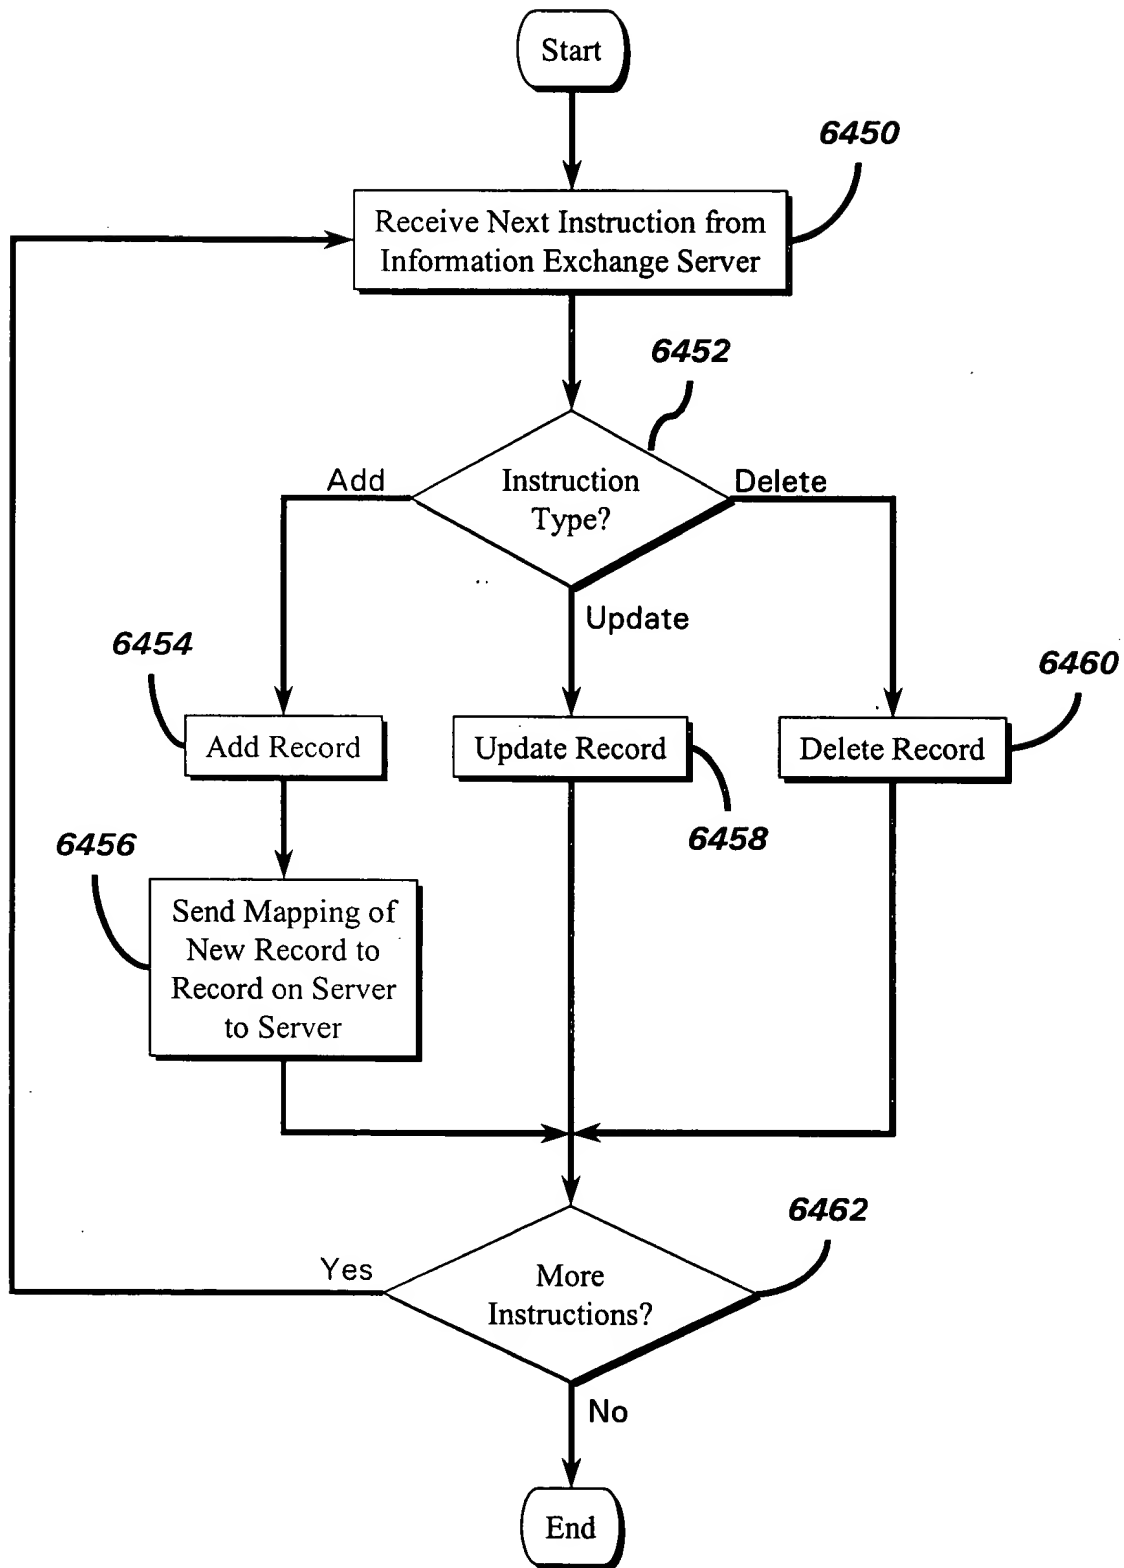 Start
6450
Receive Next Instruction from
Information Exchange Server
6452
Add
Instruction
Type?
Delete
Update
6454
6460
Add Record
Update Record
Delete Record
6458
6456
Send Mapping of
New Record to
Record on Server
to Server
6462
Yes
More
Instructions?
No
End